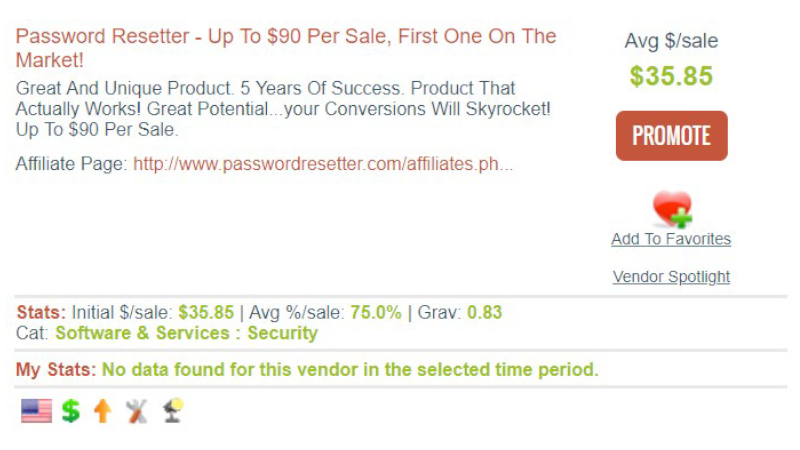 Password Resetter - Up To $90 Per Sale, First One On The
Market!
Great And Unique Product. 5 Years Of Success. Product That
Actually Works! Great Potential...your Conversions Will Skyrocket!
Up To $90 Per Sale.
Affiliate Page: http://www.passwordresetter.com/affiliates.ph...
Avg $/sale
$35.85
PROMOTE
Add To Favorites
Vendor Spotlight
Stats: Initial $/sale: $35.85 | Avg %/sale: 75.0% | Grav: 0.83
Cat: Software & Services : Security
My Stats: No data found for this vendor in the selected time period.
$